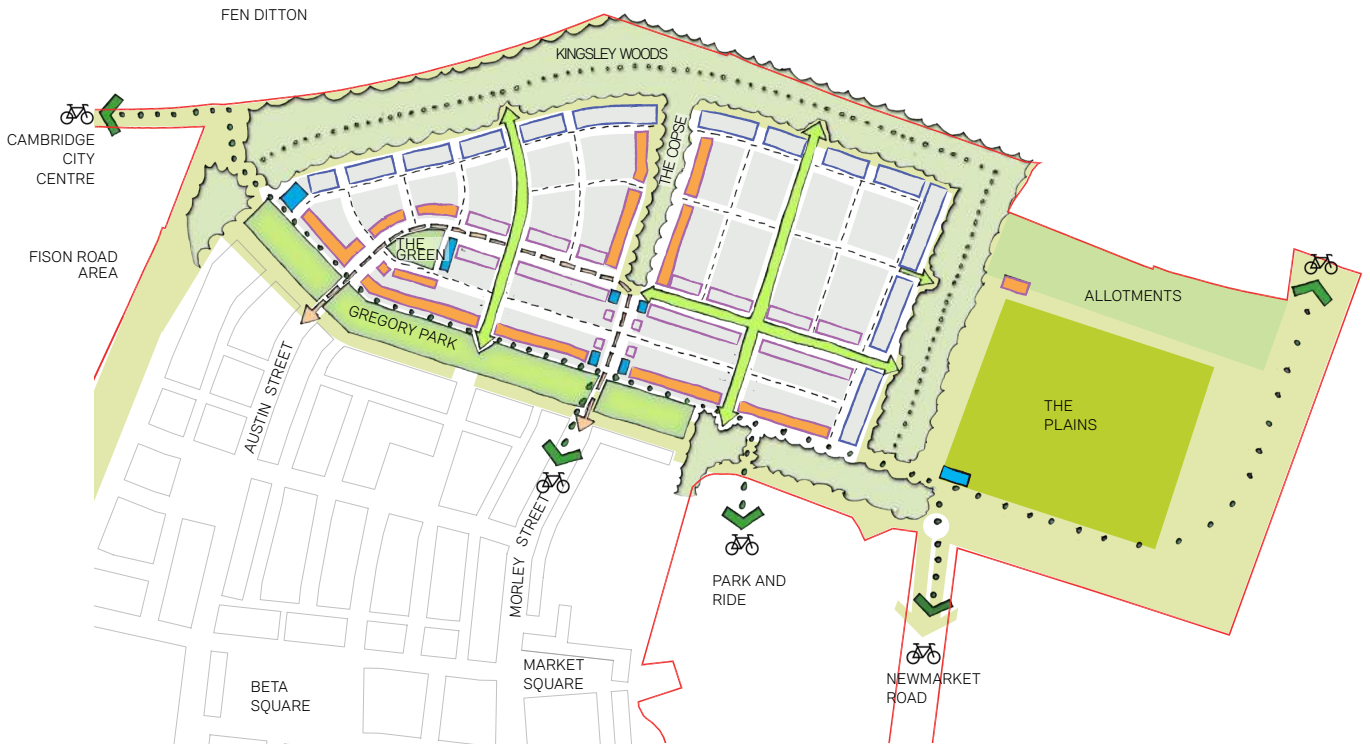 FEN DITTON
KINGSLEY WOODS
CAMBRIDGE
CITY
CENTRE
THE COPSE
FISON ROAD
AREA
THE
GREEN
ALLOTMENTS
GREGORY PARK
AUSTIN STREET
THE
PLAINS
MORLEY STREET
PARK AND
RIDE
MARKET
SQUARE
BETA
SQUARE
NEWMARKET
ROAD